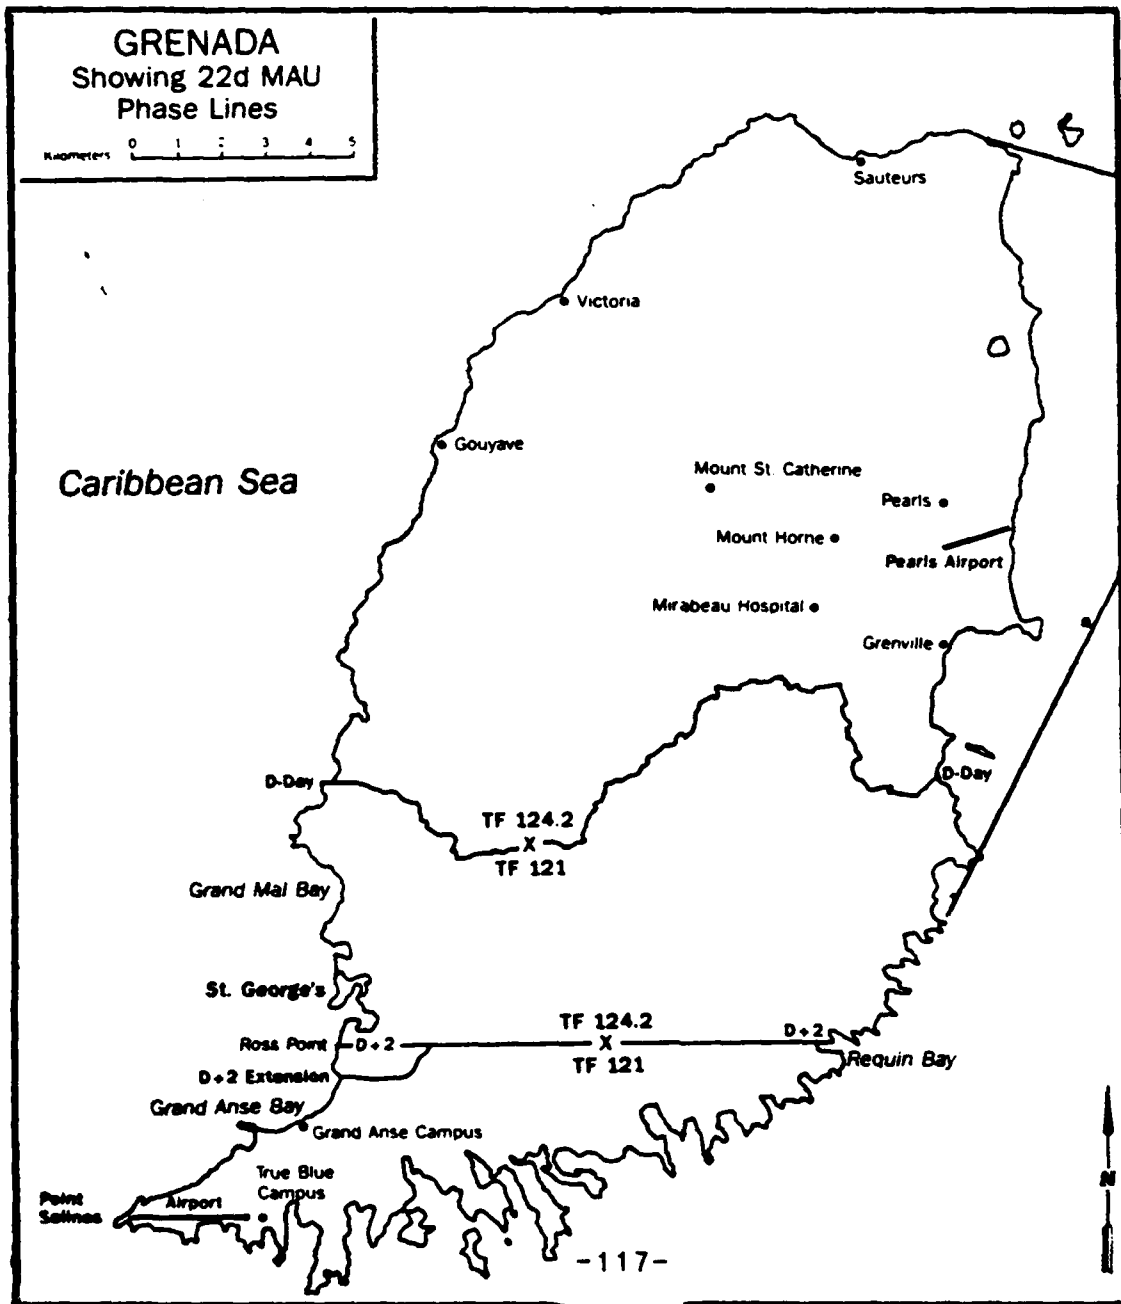 GRENADA
Showing 22d MAU
Phase Lines
Kilometers 0 1 2 3 4 5
Sauteurs
Victoria
Gouyave
Caribbean Sea
Mount St. Catherine
Pearls
Mount Horne
Pearls Airport
Mirabeau Hospital
Grenville
D-Day
D-Day
TF 124.2
X
TF 121
Grand Mal Bay
St. George's
TF 124.2
D+2
Ross Point
D+2
X
TF 121
Requin Bay
D+2 Extension
Grand Anse Bay
Grand Anse Campus
True Blue
Campus
Point
Salines
Airport
N
-117-